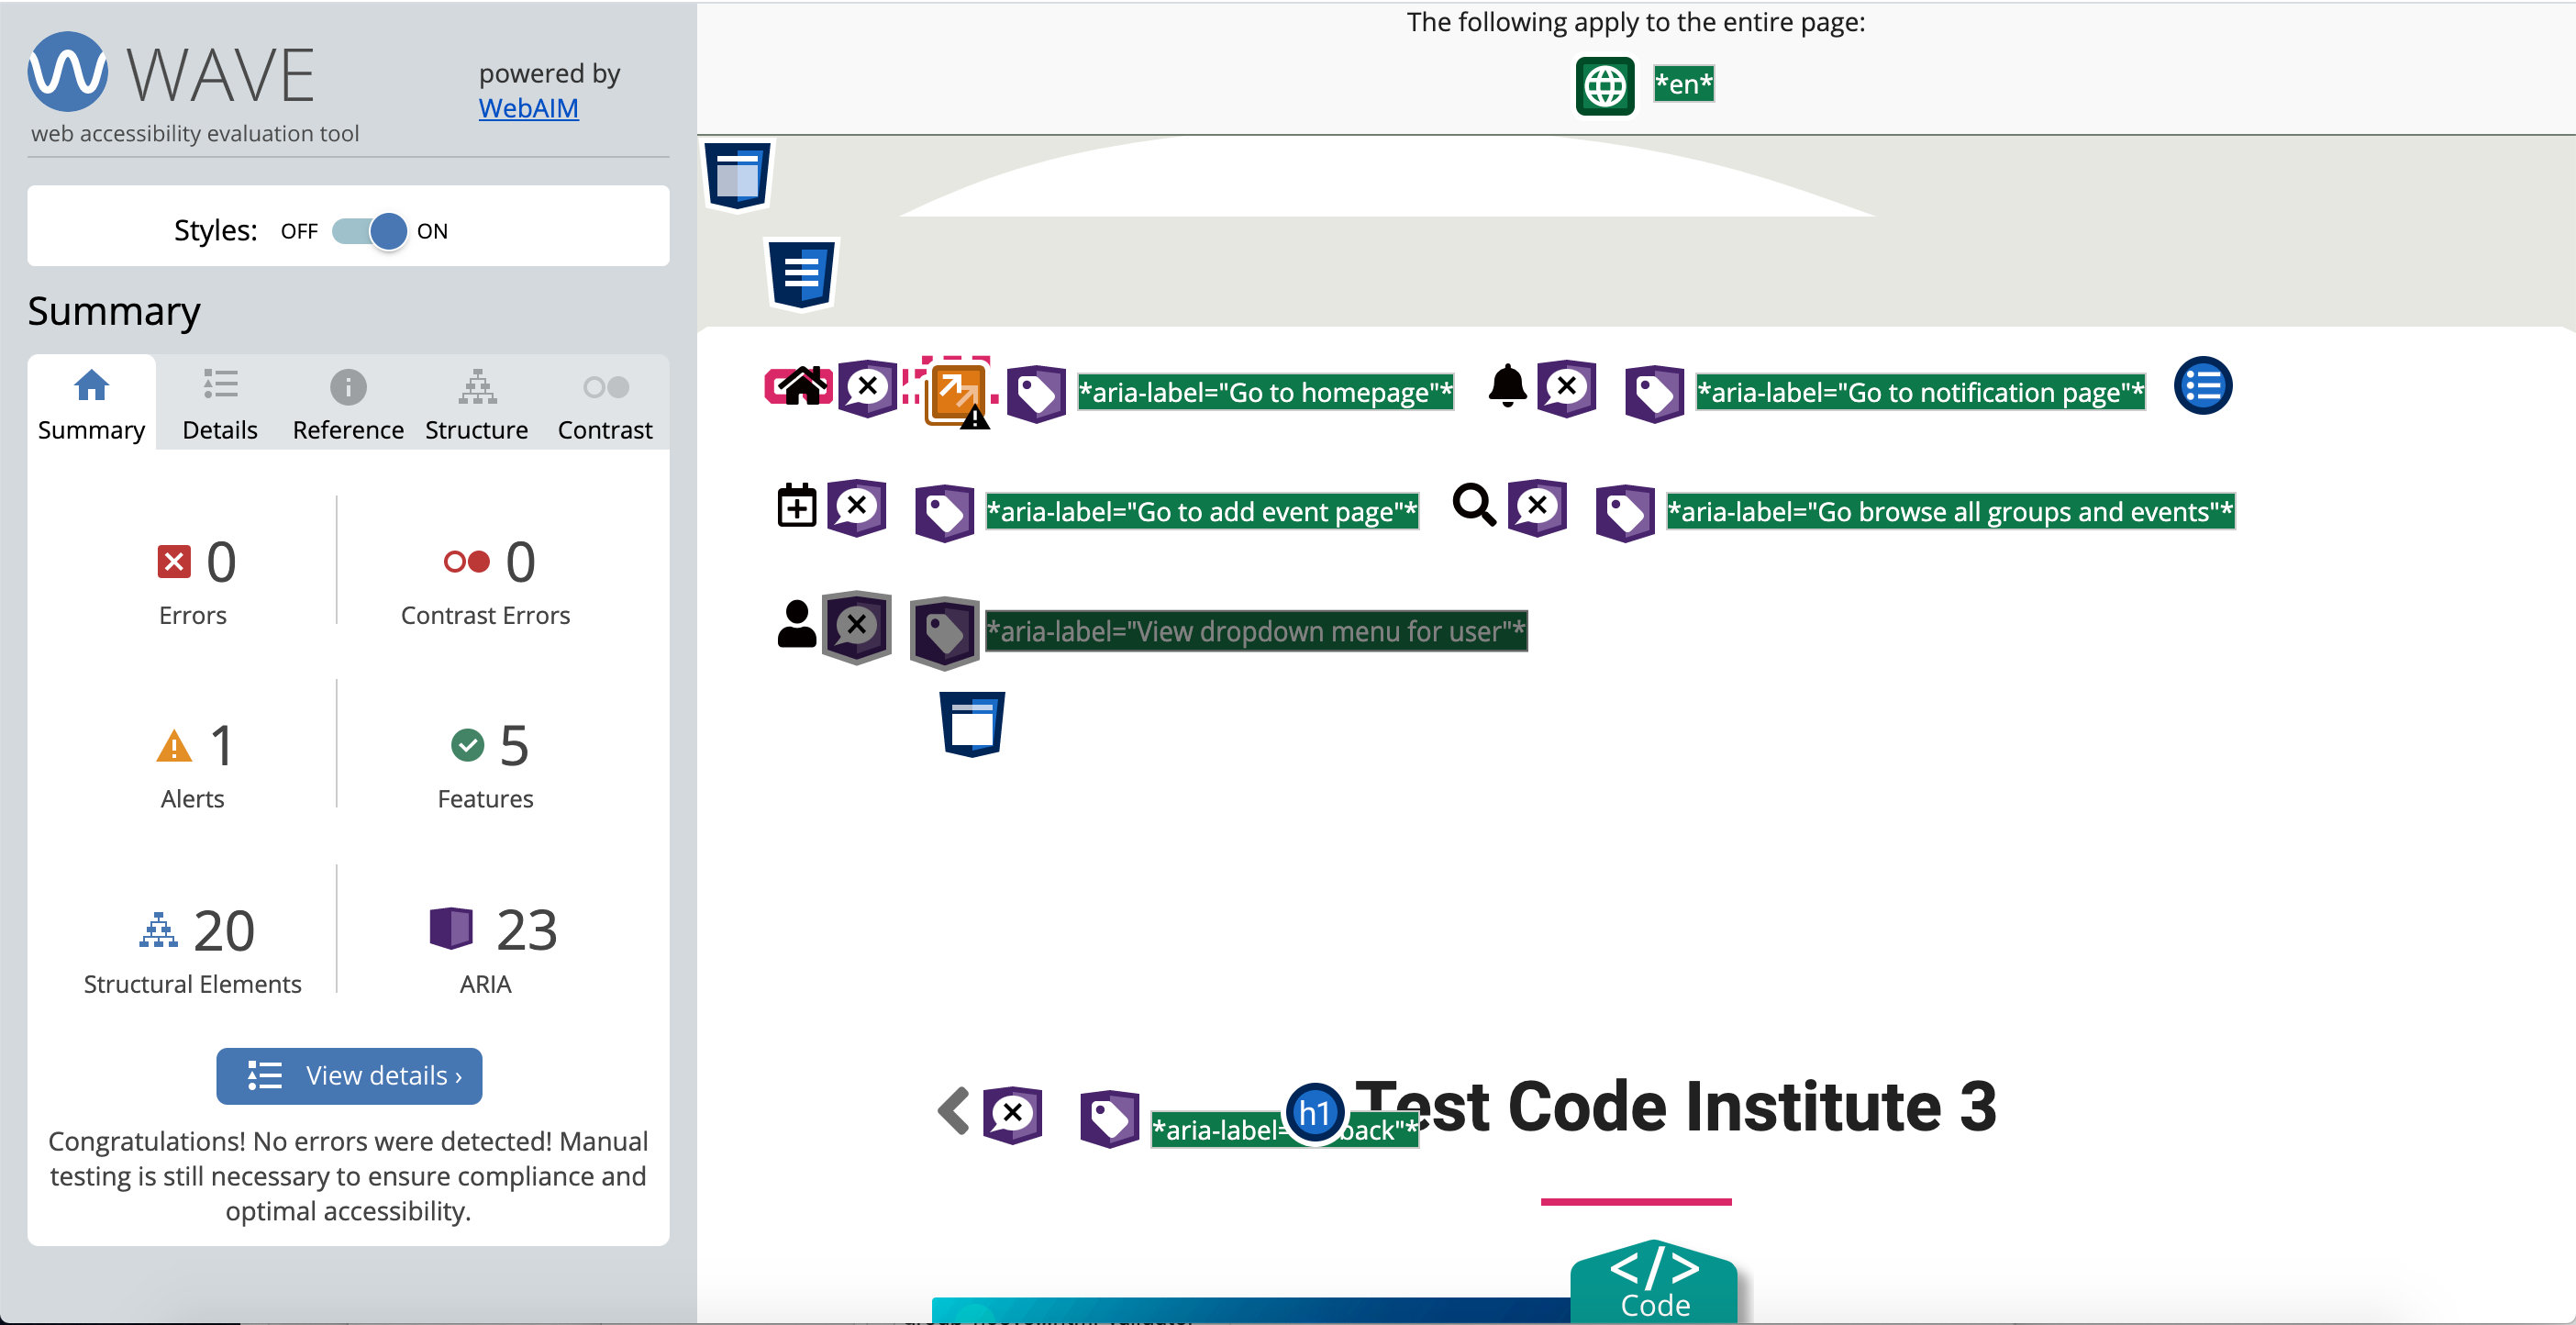 WAVE
powered by
WebAIM
web accessibility evaluation tool
Styles: OFF ON
Summary
Summary Details Reference Structure Contrast
0 0
Errors Contrast Errors
1 5
Alerts Features
20 23
Structural Elements ARIA
View details ›
Congratulations! No errors were detected! Manual
testing is still necessary to ensure compliance and
optimal accessibility.
The following apply to the entire page:
*en*
*aria-label="Go to homepage"* *aria-label="Go to notification page"*
*aria-label="Go to add event page"* *aria-label="Go browse all groups and events"*
*aria-label="View dropdown menu for user"*
*aria-label= back"* h1 Test Code Institute 3
</>
Code